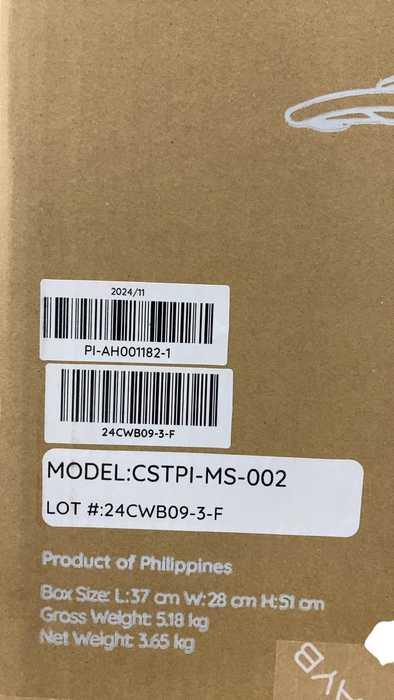 2024/11
PI-AH001182-1
24CWB09-3-F
MODEL:CSTPI-MS-002
LOT #:24CWB09-3-F
Product of Philippines
Box Size: L:37 cm W:28 cm H:51 cm
Gross Weight: 5.18 kg
Net Weight: 3.65 kg